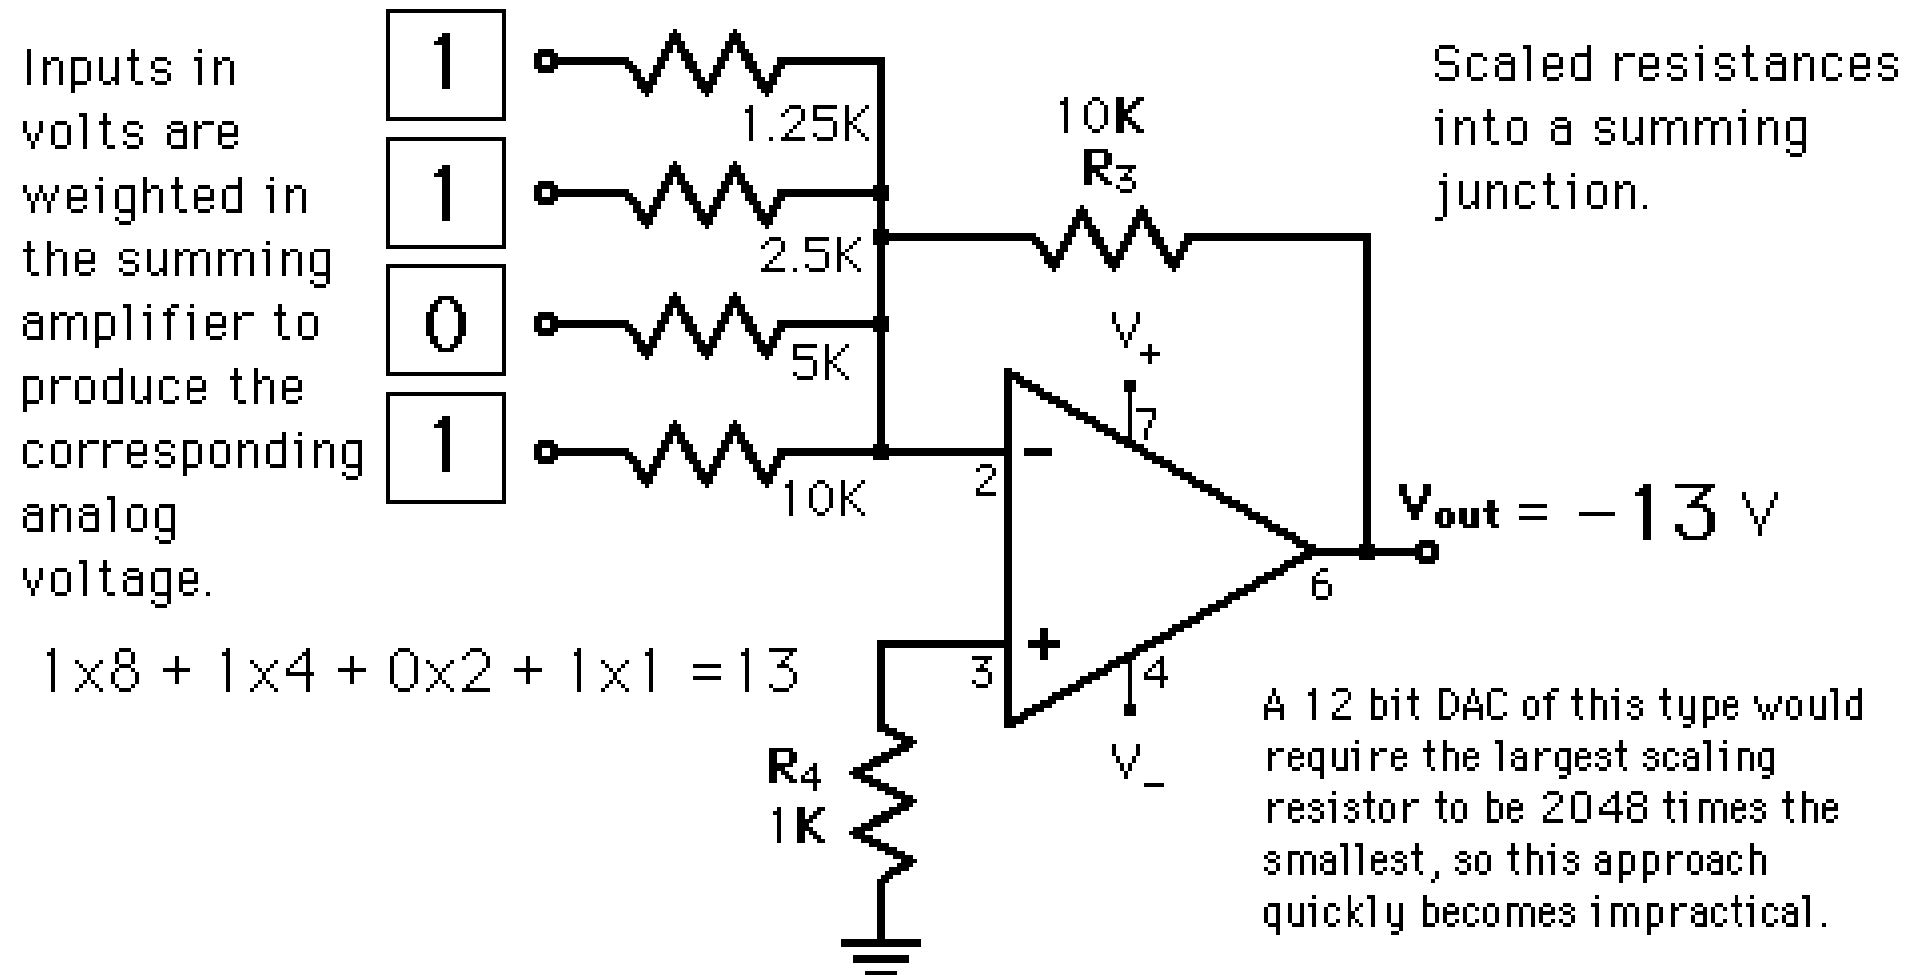 Inputs in
volts are
weighted in
the summing
amplifier to
produce the
corresponding
analog
voltage.
1
1
0
1
1.25K
2.5K
5K
10K
10K
R3
Scaled resistances
into a summing
junction.
V+
7
2
−
6
Vout = −13 V
3
+
4
V−
1x8 + 1x4 + 0x2 + 1x1 =13
R4
1K
A 12 bit DAC of this type would
require the largest scaling
resistor to be 2048 times the
smallest, so this approach
quickly becomes impractical.